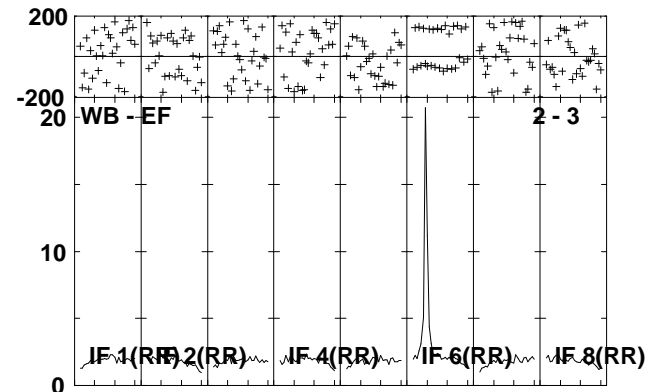 200
-200
20
WB - EF
2 - 3
10
IF 1(RR)
IF 2(RR)
IF 4(RR)
IF 6(RR)
IF 8(RR)
0